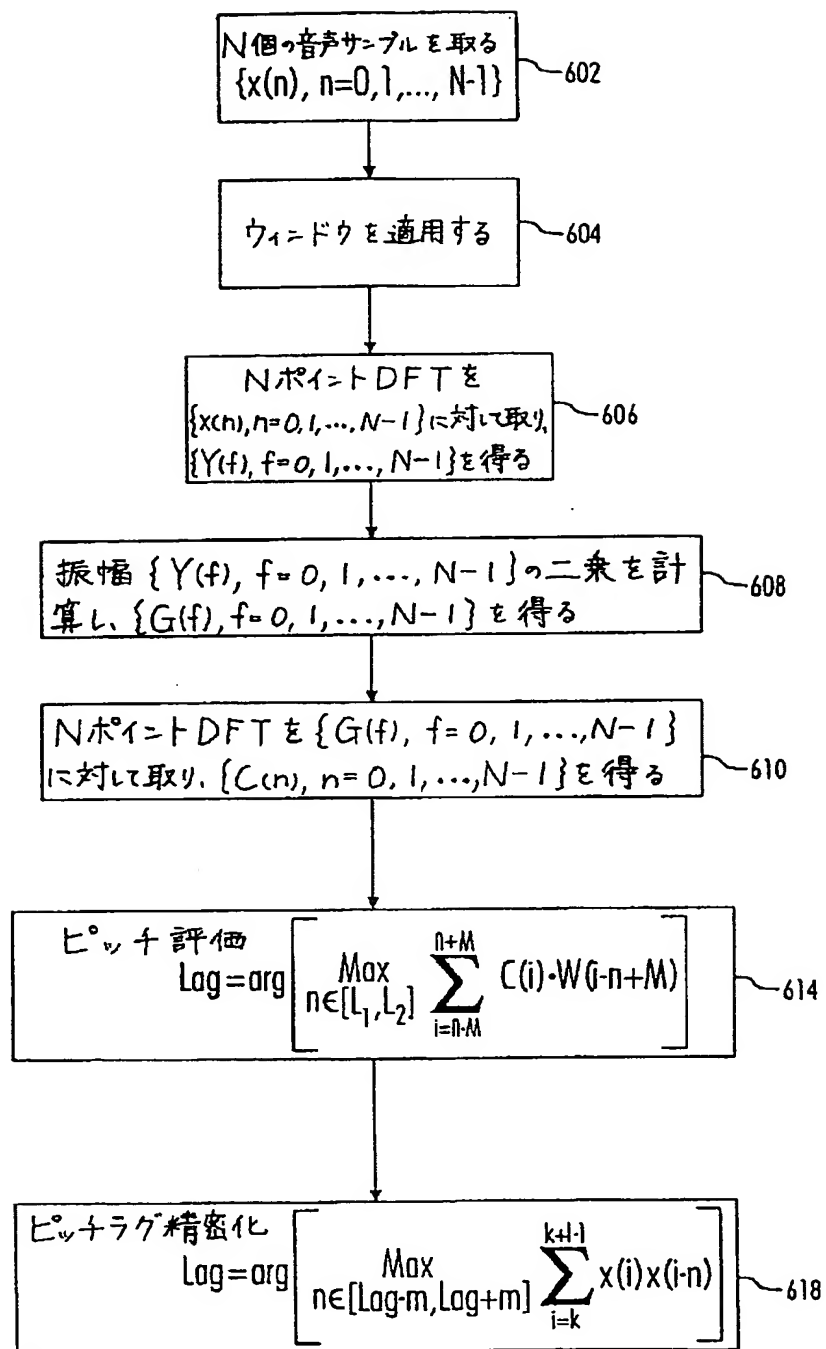 N個の音声サンプルを取る
{x(n), n=0,1,..., N-1}
602
ウィンドウを適用する
604
NポイントDFTを
{x(n), n=0,1,..., N-1}に対して取り、
{Y(f), f=0, 1,..., N-1}を得る
606
振幅 {Y(f), f=0, 1,..., N-1}の二乗を計
算し、{G(f), f=0, 1,..., N-1}を得る
608
NポイントDFTを{G(f), f=0, 1,..., N-1}
に対して取り、{C(n), n=0, 1,..., N-1}を得る
610
ピッチ評価
Lag=arg[Max n∈[L₁,L₂] ∑ i=n-M n+M C(i)·W(i-n+M)]
614
ピッチラグ精密化
Lag=arg[Max n∈[Lag-m,Lag+m] ∑ i=k k+l-1 x(i)x(i-n)]
618